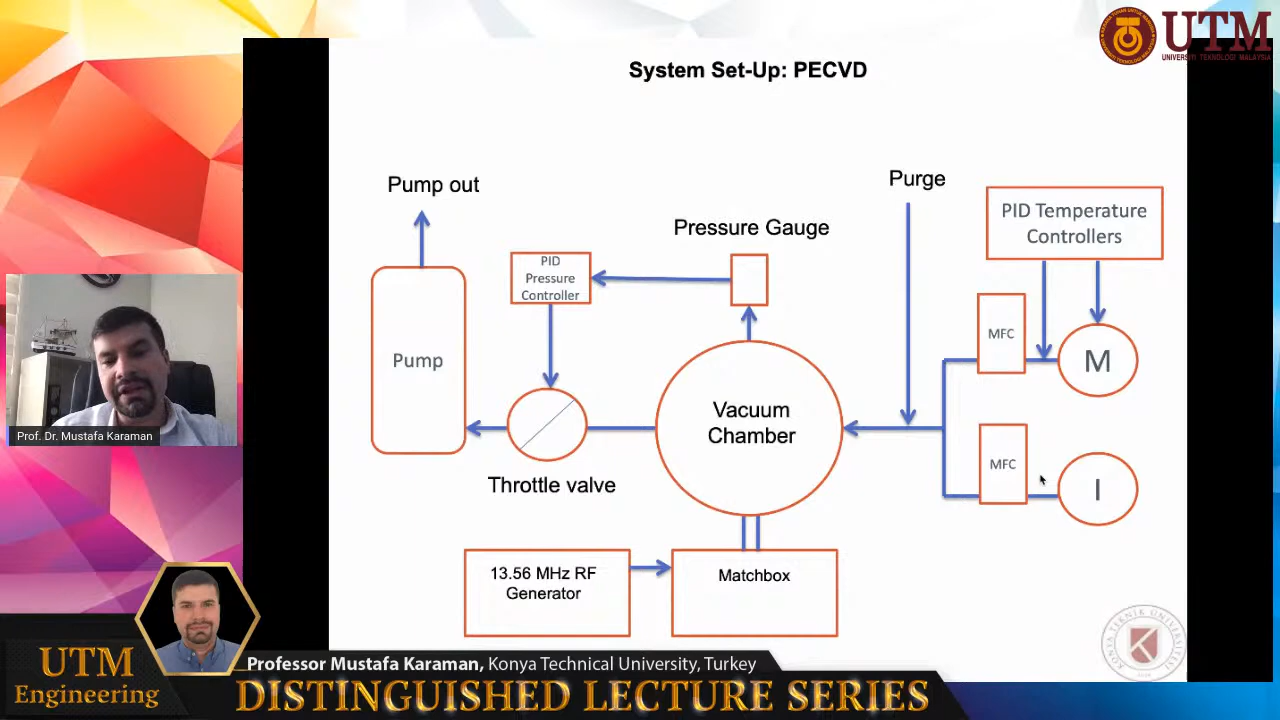 UTM
UNIVERSITI TEKNOLOGI MALAYSIA
System Set-Up: PECVD
Pump out
Purge
PID Temperature
Controllers
Pressure Gauge
PID
Pressure
Controller
MFC
M
Pump
Vacuum
Chamber
MFC
I
Throttle valve
13.56 MHz RF
Generator
Matchbox
Prof. Dr. Mustafa Karaman
UTM
Engineering
Professor Mustafa Karaman, Konya Technical University, Turkey
DISTINGUISHED LECTURE SERIES